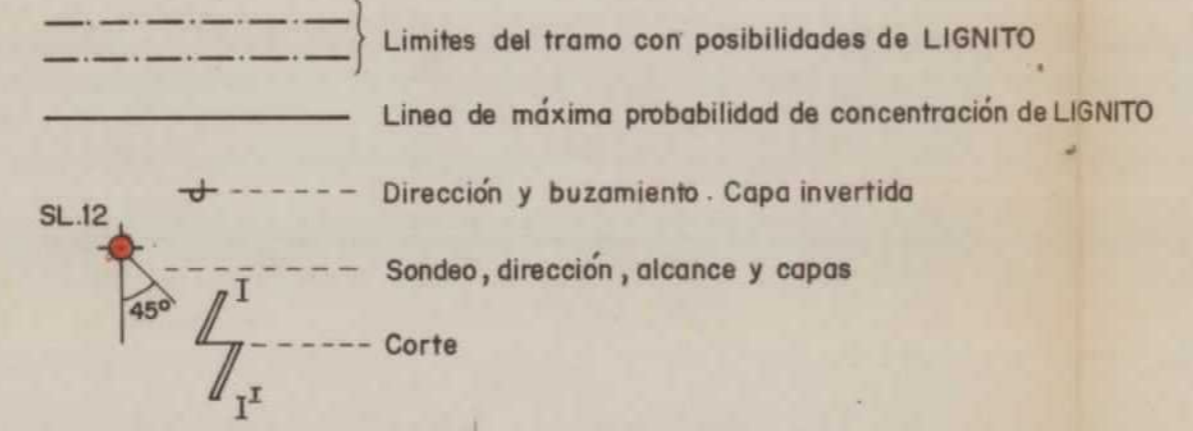 Limites del tramo con posibilidades de LIGNITO
Linea de máxima probabilidad de concentración de LIGNITO
Dirección y buzamiento. Capa invertida
SL.12
Sondeo, dirección, alcance y capas
45º
I
Corte
I^I